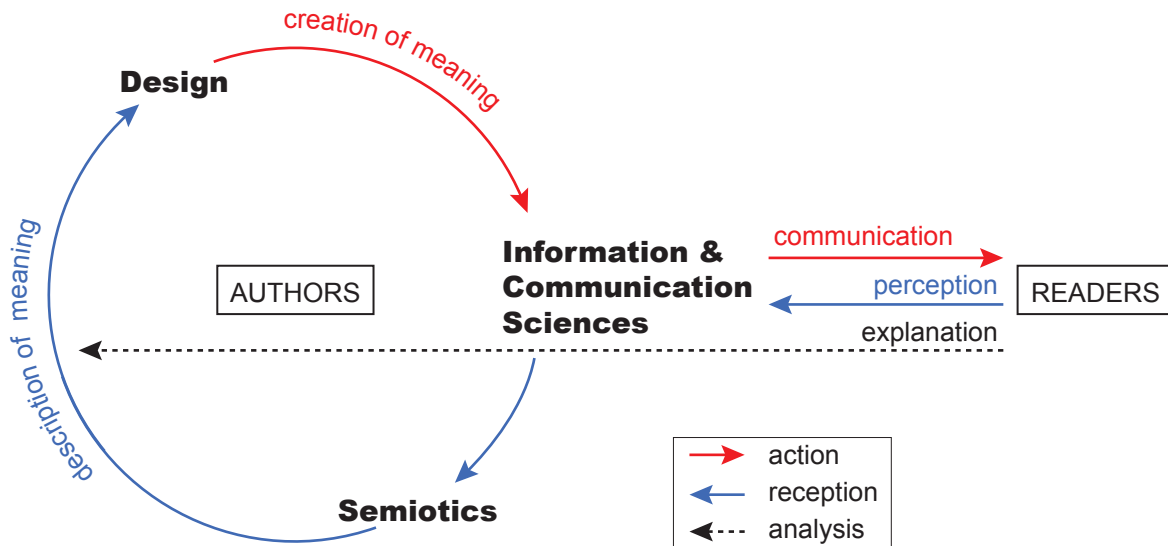 creation of meaning
Design
Information &
Communication
Sciences
communication
perception
explanation
AUTHORS
READERS
description of meaning
Semiotics
action
reception
analysis